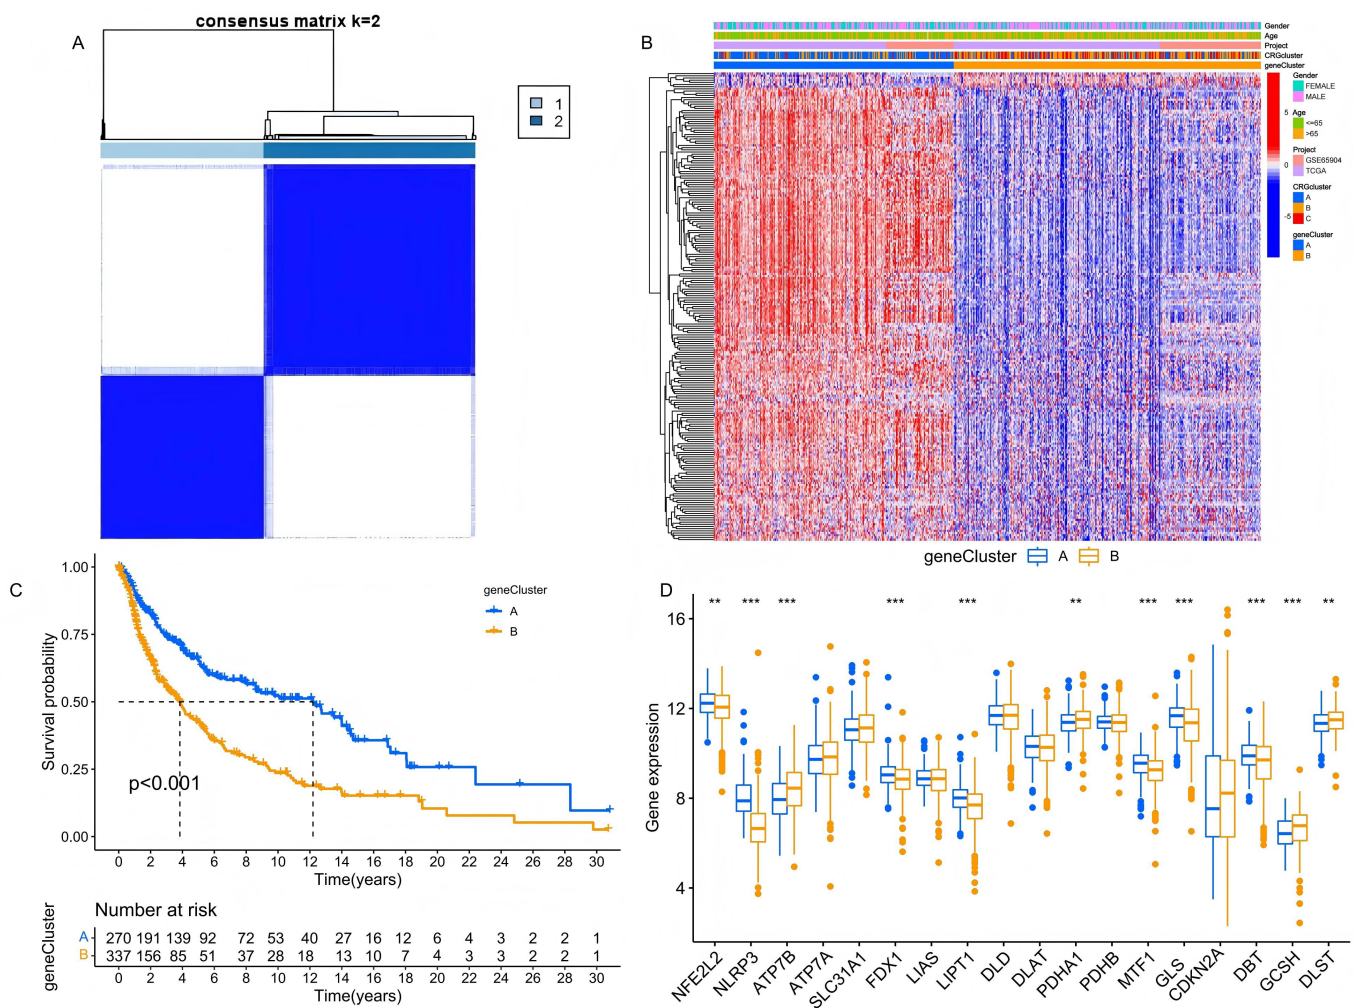 consensus matrix k=2
A
1
2
B
Gender
Age
Project
CRGcluster
geneCluster
5
0
-5
Gender
FEMALE
MALE
Age
<=65
>65
Project
GSE65904
TCGA
CRGcluster
A
B
C
geneCluster
A
B
C
geneCluster
A
B
1.00
0.75
0.50
0.25
0.00
Survival probability
p<0.001
0 2 4 6 8 10 12 14 16 18 20 22 24 26 28 30
Time(years)
Number at risk
geneCluster
A 270 191 139 92 72 53 40 27 16 12 6 4 3 2 2 1
B 337 156 85 51 37 28 18 13 10 7 4 3 3 2 2 1
0 2 4 6 8 10 12 14 16 18 20 22 24 26 28 30
Time(years)
geneCluster A B
D
** *** *** *** *** ** *** *** *** *** **
16
12
8
4
Gene expression
NFE2L2 NLRP3 ATP7B ATP7A SLC31A1 FDX1 LIAS LIPT1 DLD DLAT PDHA1 PDHB MTF1 GLS CDKN2A DBT GCSH DLST